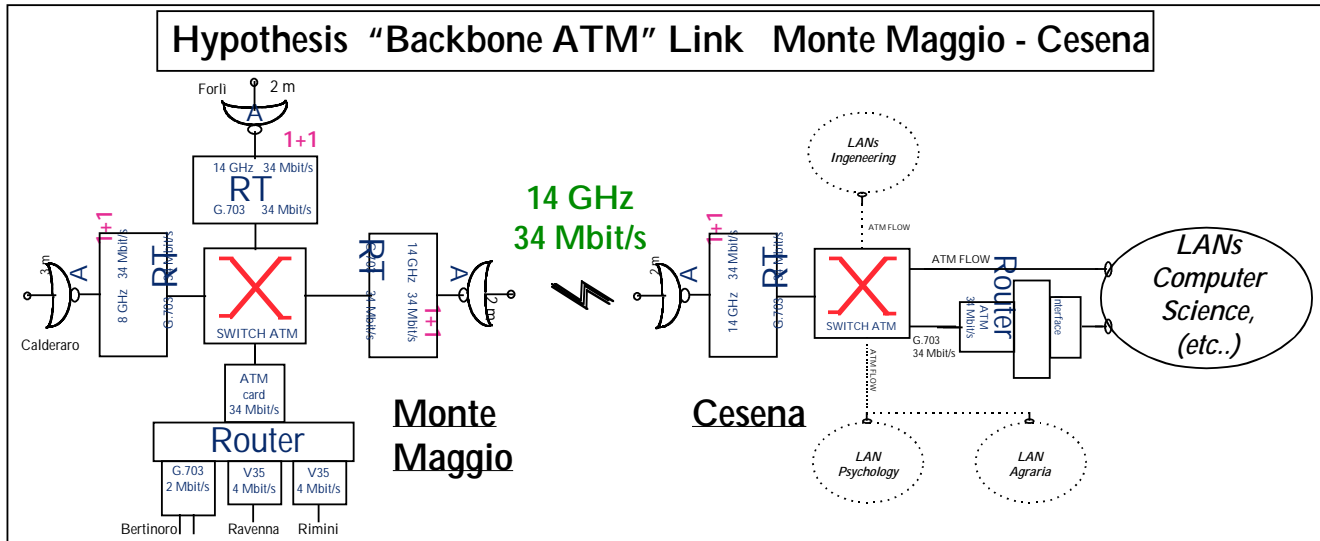 Hypothesis “Backbone ATM” Link Monte Maggio - Cesena
Forlì
2 m
A
1+1
14 GHz 34 Mbit/s
RT
G.703 34 Mbit/s
3 m
A
Calderaro
1+1
8 GHz 34 Mbit/s
RT
G.703 34 Mbit/s
SWITCH ATM
RT
G.703 34 Mbit/s
14 GHz 34 Mbit/s
1+1
A
2 m
ATM
card
34 Mbit/s
Router
G.703
2 Mbit/s
V35
4 Mbit/s
V35
4 Mbit/s
Bertinoro
Ravenna
Rimini
Monte
Maggio
14 GHz
34 Mbit/s
2 m
A
1+1
14 GHz 34 Mbit/s
RT
G.703 34 Mbit/s
Cesena
LANs
Ingeneering
ATM FLOW
SWITCH ATM
ATM FLOW
G.703
34 Mbit/s
ATM
34 Mbit/s
Router
nterface
LANs
Computer
Science,
(etc..)
ATM FLOW
LAN
Psychology
LAN
Agraria